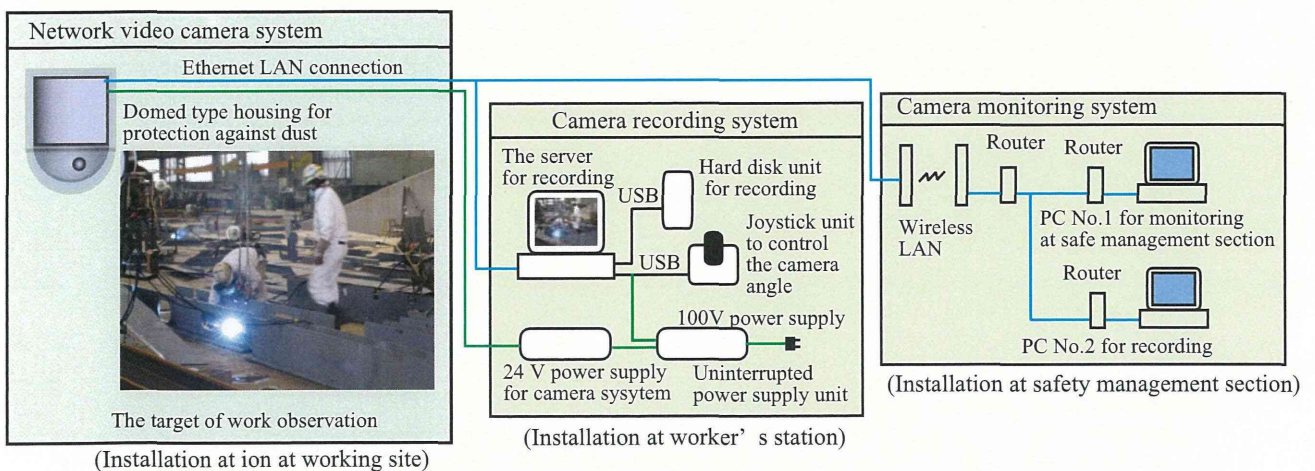 Network video camera system
Ethernet LAN connection
Domed type housing for
protection against dust
The target of work observation
(Installation at ion at working site)
Camera recording system
The server
for recording
USB
Hard disk unit
for recording
USB
Joystick unit
to control
the camera
angle
100V power supply
24 V power supply
for camera sysytem
Uninterrupted
power supply unit
(Installation at worker’ s station)
Camera monitoring system
Wireless
LAN
Router
Router
PC No.1 for monitoring
at safe management section
Router
PC No.2 for recording
(Installation at safety management section)